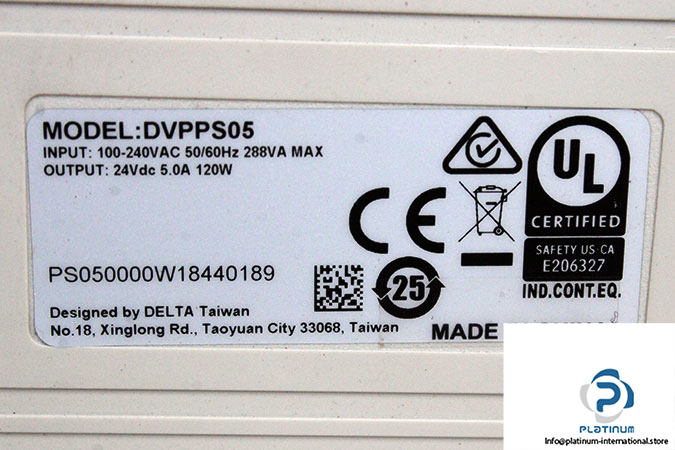 MODEL:DVPPS05
INPUT: 100-240VAC 50/60Hz 288VA MAX
OUTPUT: 24Vdc 5.0A 120W
UL
CERTIFIED
SAFETY US·CA
E206327
IND.CONT.EQ.
CE
PS050000W18440189
25
Designed by DELTA Taiwan
No.18, Xinglong Rd., Taoyuan City 33068, Taiwan
MADE
PLATINUM
Info@platinum-international.store